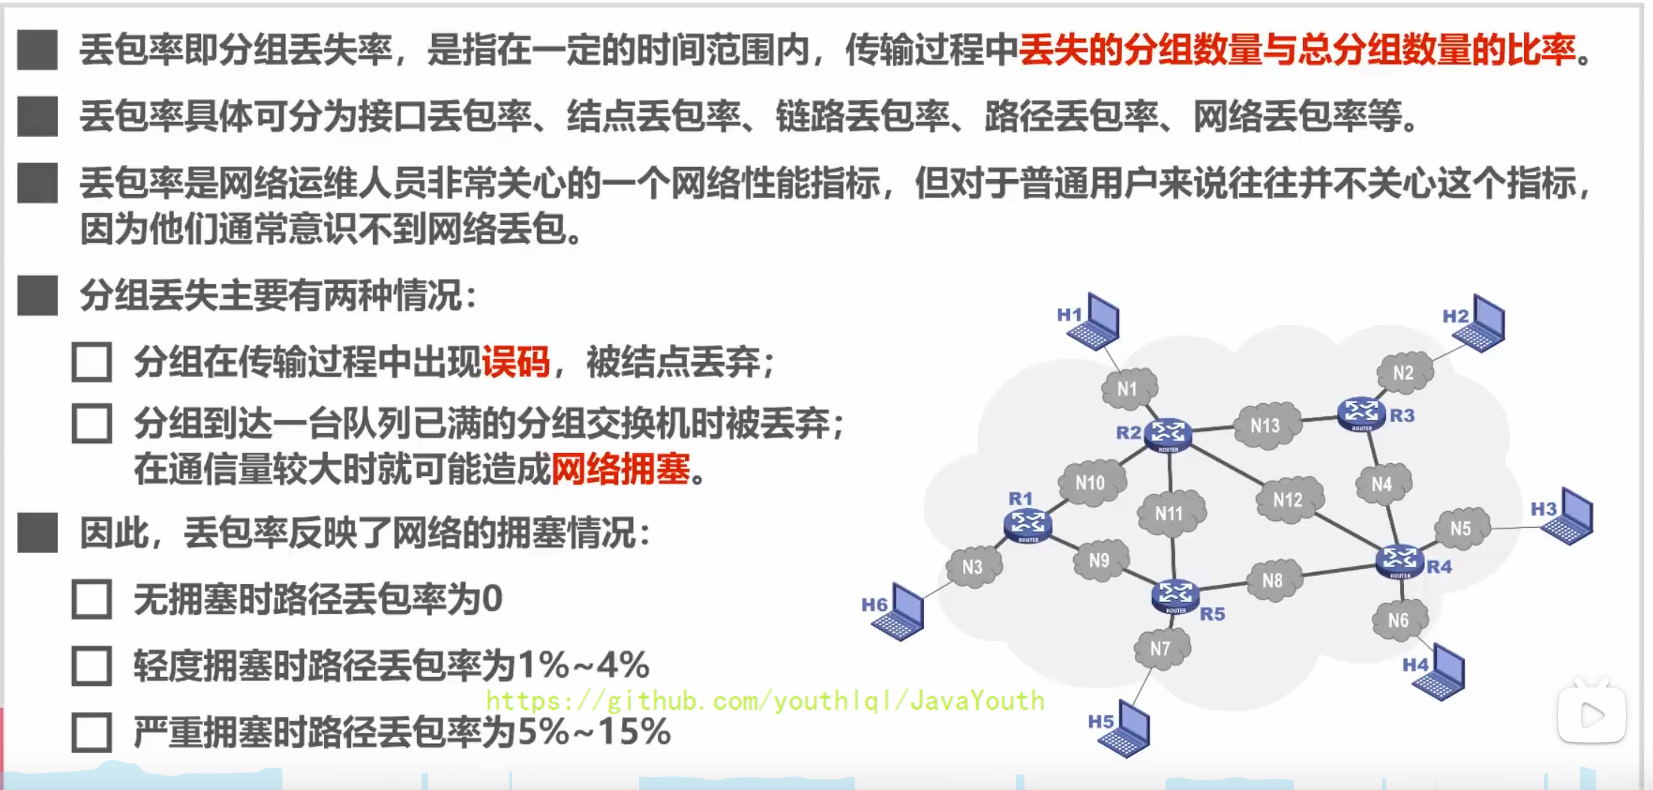 丢包率即分组丢失率，是指在一定的时间范围内，传输过程中丢失的分组数量与总分组数量的比率。
丢包率具体可分为接口丢包率、结点丢包率、链路丢包率、路径丢包率、网络丢包率等。
丢包率是网络运维人员非常关心的一个网络性能指标，但对于普通用户来说往往并不关心这个指标，
因为他们通常意识不到网络丢包。
分组丢失主要有两种情况：
分组在传输过程中出现误码，被结点丢弃；
分组到达一台队列已满的分组交换机时被丢弃；
在通信量较大时就可能造成网络拥塞。
因此，丢包率反映了网络的拥塞情况：
无拥塞时路径丢包率为0
轻度拥塞时路径丢包率为1%~4%
https://github.com/youthlql/JavaYouth
严重拥塞时路径丢包率为5%~15%
H1
H2
N1
N2
R2
ROUTER
N13
R3
ROUTER
N10
N11
N12
N4
R1
ROUTER
N5
H3
N3
N9
N8
R4
ROUTER
H6
R5
ROUTER
N7
N6
H4
H5